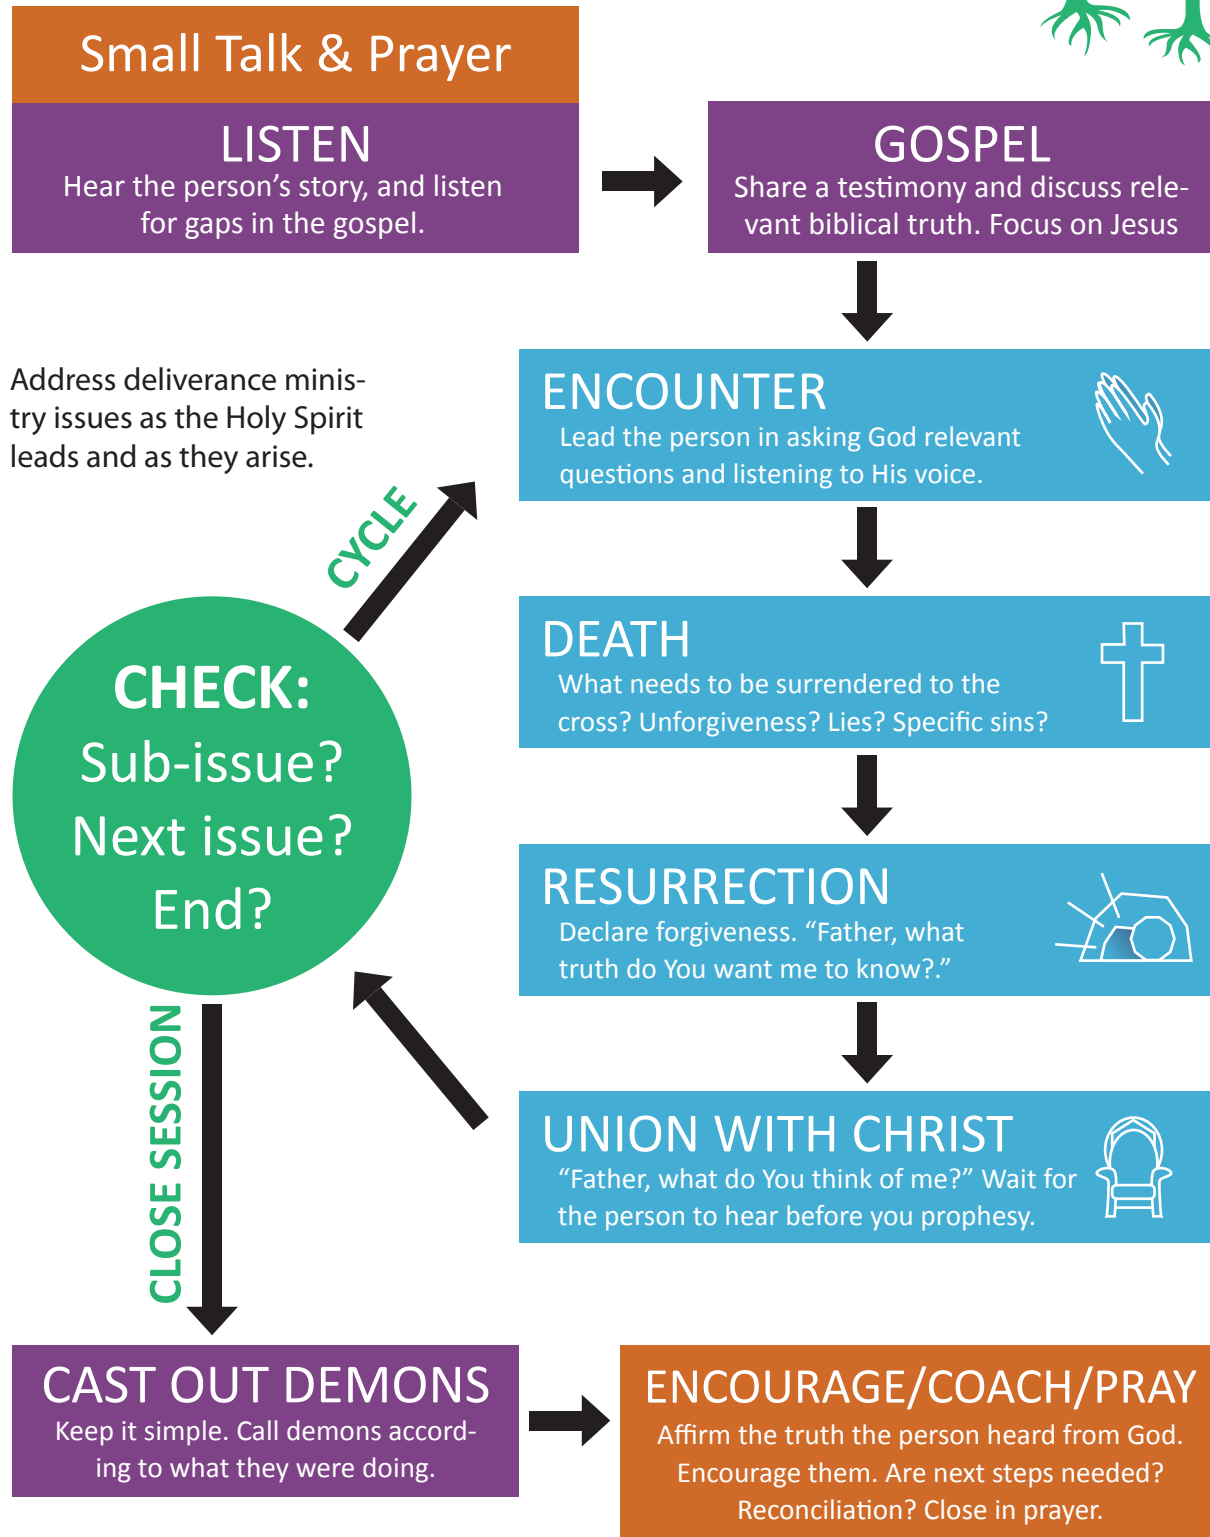 Small Talk & Prayer
LISTEN
Hear the person’s story, and listen
for gaps in the gospel.
GOSPEL
Share a testimony and discuss rele-
vant biblical truth. Focus on Jesus
Address deliverance minis-
try issues as the Holy Spirit
leads and as they arise.
ENCOUNTER
Lead the person in asking God relevant
questions and listening to His voice.
CYCLE
DEATH
What needs to be surrendered to the
cross? Unforgiveness? Lies? Specific sins?
CHECK:
Sub-issue?
Next issue?
End?
RESURRECTION
Declare forgiveness. “Father, what
truth do You want me to know?.”
UNION WITH CHRIST
“Father, what do You think of me?” Wait for
the person to hear before you prophesy.
CLOSE SESSION
CAST OUT DEMONS
Keep it simple. Call demons accord-
ing to what they were doing.
ENCOURAGE/COACH/PRAY
Affirm the truth the person heard from God.
Encourage them. Are next steps needed?
Reconciliation? Close in prayer.